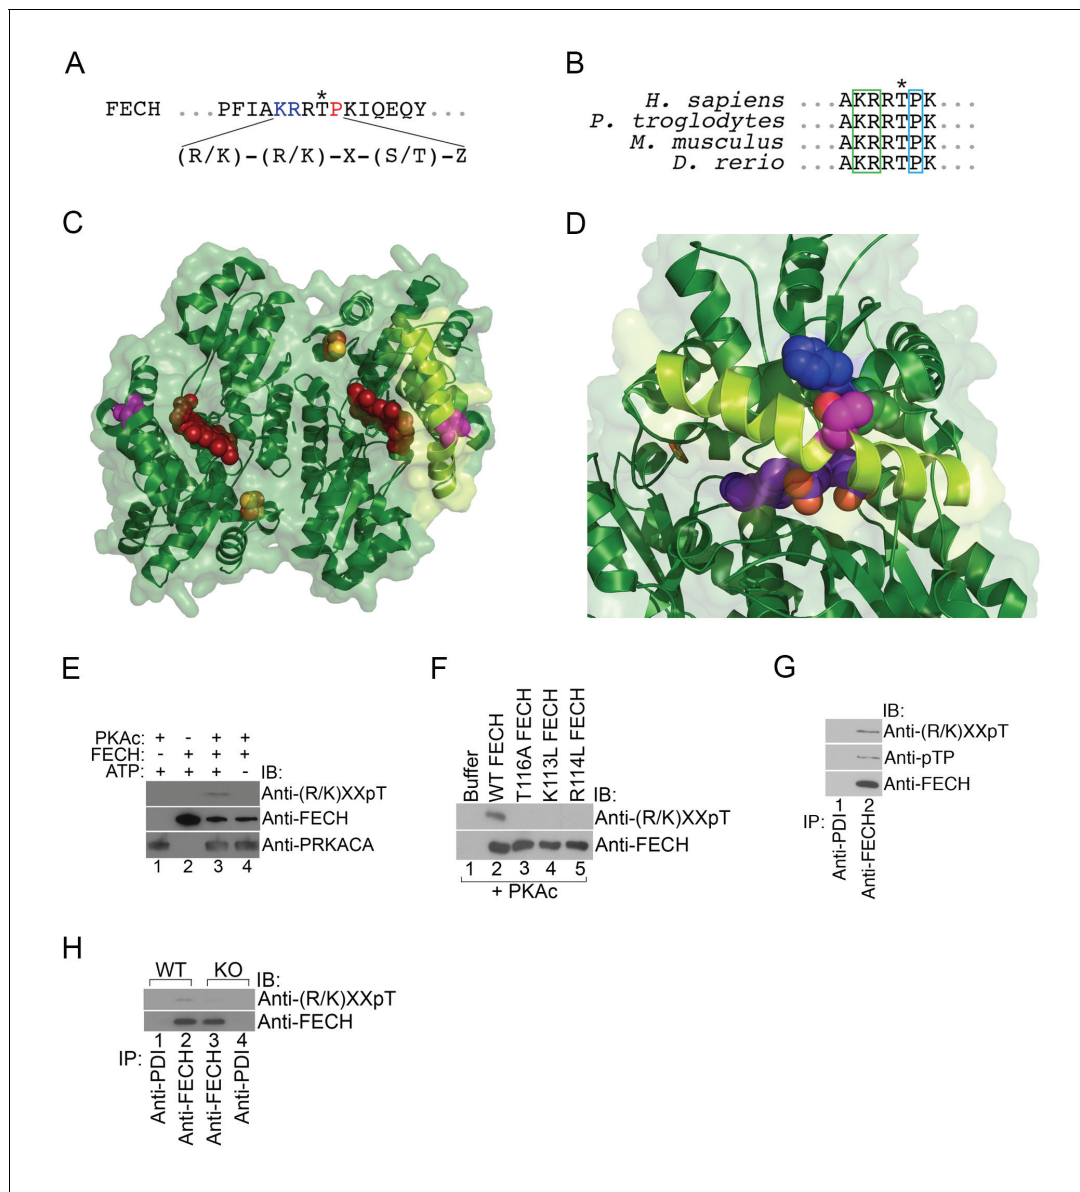 A
FECH ...PFIAKRRTPKIQEQY...
*
(R/K)-(R/K)-X-(S/T)-Z
B
*
H. sapiens ...AKRRTPK...
P. troglodytes ...AKRRTPK...
M. musculus ...AKRRTPK...
D. rerio ...AKRRTPK...
C
D
E
PKAc: + - + +
FECH: - + + +
ATP: + + + -
IB:
Anti-(R/K)XXpT
Anti-FECH
Anti-PRKACA
1 2 3 4
F
Buffer
WT FECH
T116A FECH
K113L FECH
R114L FECH
IB:
Anti-(R/K)XXpT
Anti-FECH
1 2 3 4 5
+ PKAc
G
IB:
Anti-(R/K)XXpT
Anti-pTP
Anti-FECH
1 2
IP:
Anti-PDI
Anti-FECH
H
WT KO
IB:
Anti-(R/K)XXpT
Anti-FECH
1 2 3 4
IP:
Anti-PDI
Anti-FECH
Anti-FECH
Anti-PDI